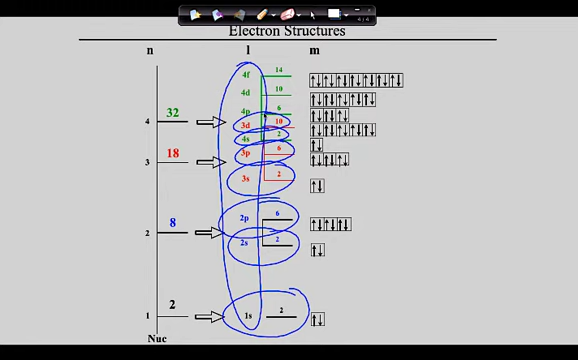 Electron Structures
n l m
4f 14
4d 10
4p 6
4 32 3d 10
4s 2
3 18 3p 6
3s 2
2p 6
2 8
2s 2
1 2 1s 2
Nuc